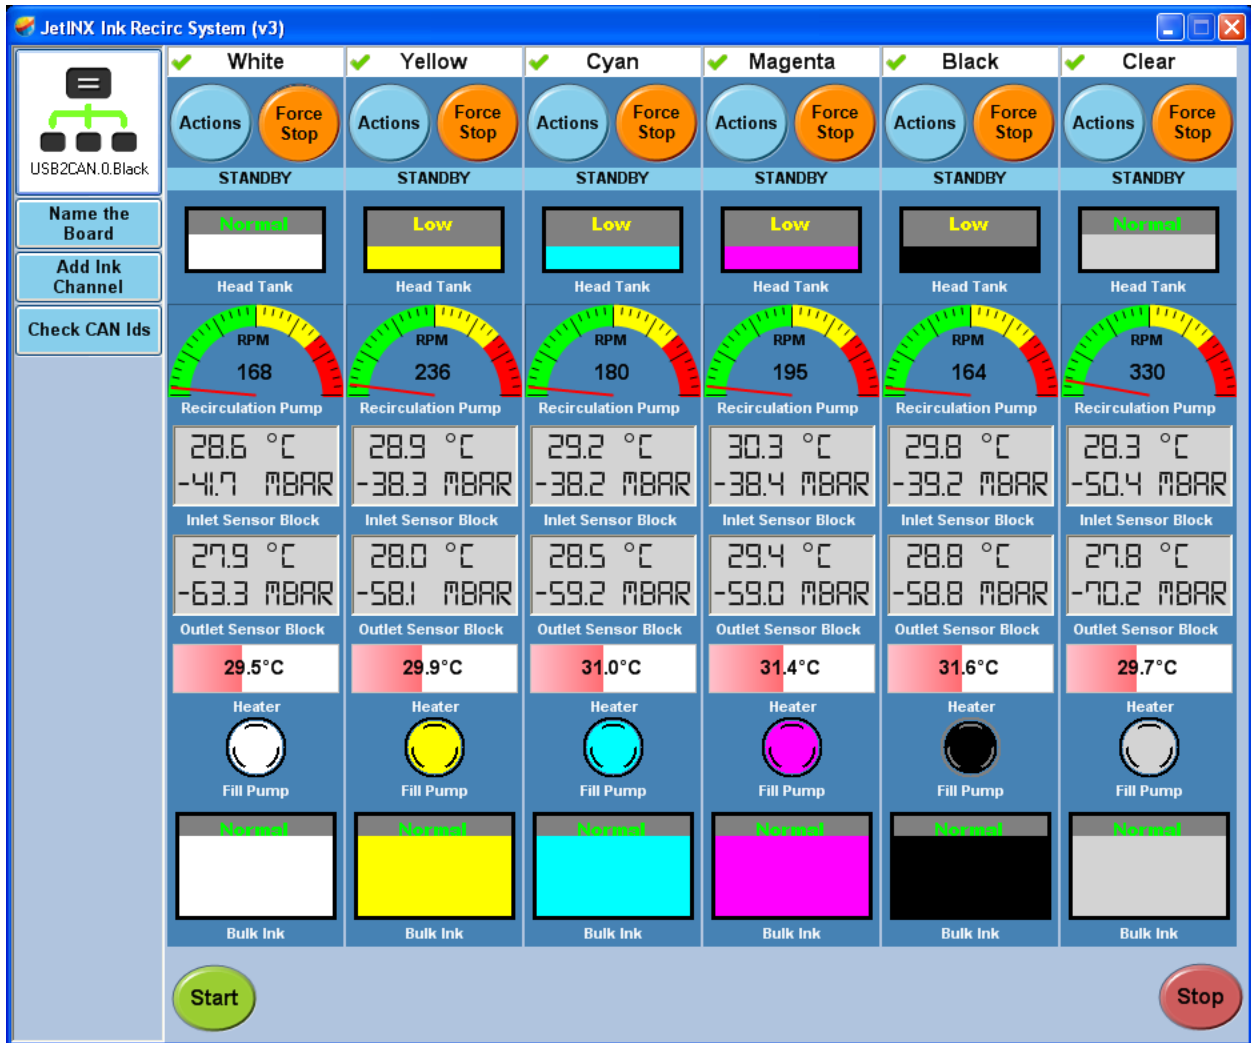 JetINX Ink Recirc System (v3)
USB2CAN.0.Black
Name the
Board
Add Ink
Channel
Check CAN Ids
White Yellow Cyan Magenta Black Clear
Actions Force Stop Actions Force Stop Actions Force Stop Actions Force Stop Actions Force Stop Actions Force Stop
STANDBY STANDBY STANDBY STANDBY STANDBY STANDBY
Normal Low Low Low Low Normal
Head Tank Head Tank Head Tank Head Tank Head Tank Head Tank
RPM RPM RPM RPM RPM RPM
168 236 180 195 164 330
Recirculation Pump Recirculation Pump Recirculation Pump Recirculation Pump Recirculation Pump Recirculation Pump
28.6 °C 28.9 °C 29.2 °C 30.3 °C 29.8 °C 28.3 °C
-41.7 MBAR -38.3 MBAR -38.2 MBAR -38.4 MBAR -39.2 MBAR -50.4 MBAR
Inlet Sensor Block Inlet Sensor Block Inlet Sensor Block Inlet Sensor Block Inlet Sensor Block Inlet Sensor Block
27.9 °C 28.0 °C 28.5 °C 29.4 °C 28.8 °C 27.8 °C
-63.3 MBAR -58.1 MBAR -59.2 MBAR -59.0 MBAR -58.8 MBAR -70.2 MBAR
Outlet Sensor Block Outlet Sensor Block Outlet Sensor Block Outlet Sensor Block Outlet Sensor Block Outlet Sensor Block
29.5°C 29.9°C 31.0°C 31.4°C 31.6°C 29.7°C
Heater Heater Heater Heater Heater Heater
Fill Pump Fill Pump Fill Pump Fill Pump Fill Pump Fill Pump
Normal Normal Normal Normal Normal Normal
Bulk Ink Bulk Ink Bulk Ink Bulk Ink Bulk Ink Bulk Ink
Start Stop